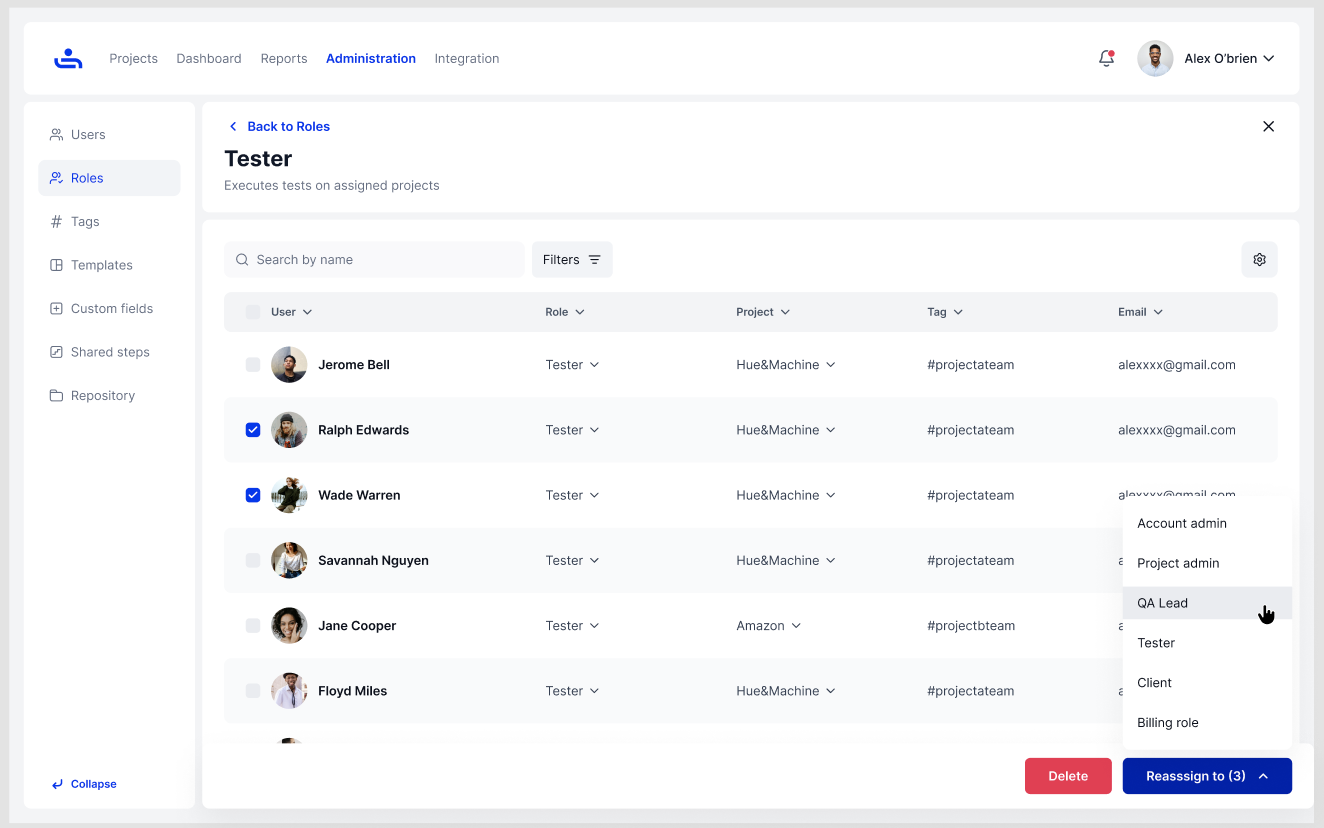 Projects Dashboard Reports Administration Integration Alex O'brien
Users
Roles
Tags
Templates
Custom fields
Shared steps
Repository
Collapse
Back to Roles
Tester
Executes tests on assigned projects
Search by name Filters
User Role Project Tag Email
Jerome Bell Tester Hue&Machine #projectateam alexxxx@gmail.com
Ralph Edwards Tester Hue&Machine #projectateam alexxxx@gmail.com
Wade Warren Tester Hue&Machine #projectateam alexxxx@gmail.com
Savannah Nguyen Tester Hue&Machine #projectateam
Jane Cooper Tester Amazon #projectbteam
Floyd Miles Tester Hue&Machine #projectateam
Account admin
Project admin
QA Lead
Tester
Client
Billing role
Delete Reasssign to (3)